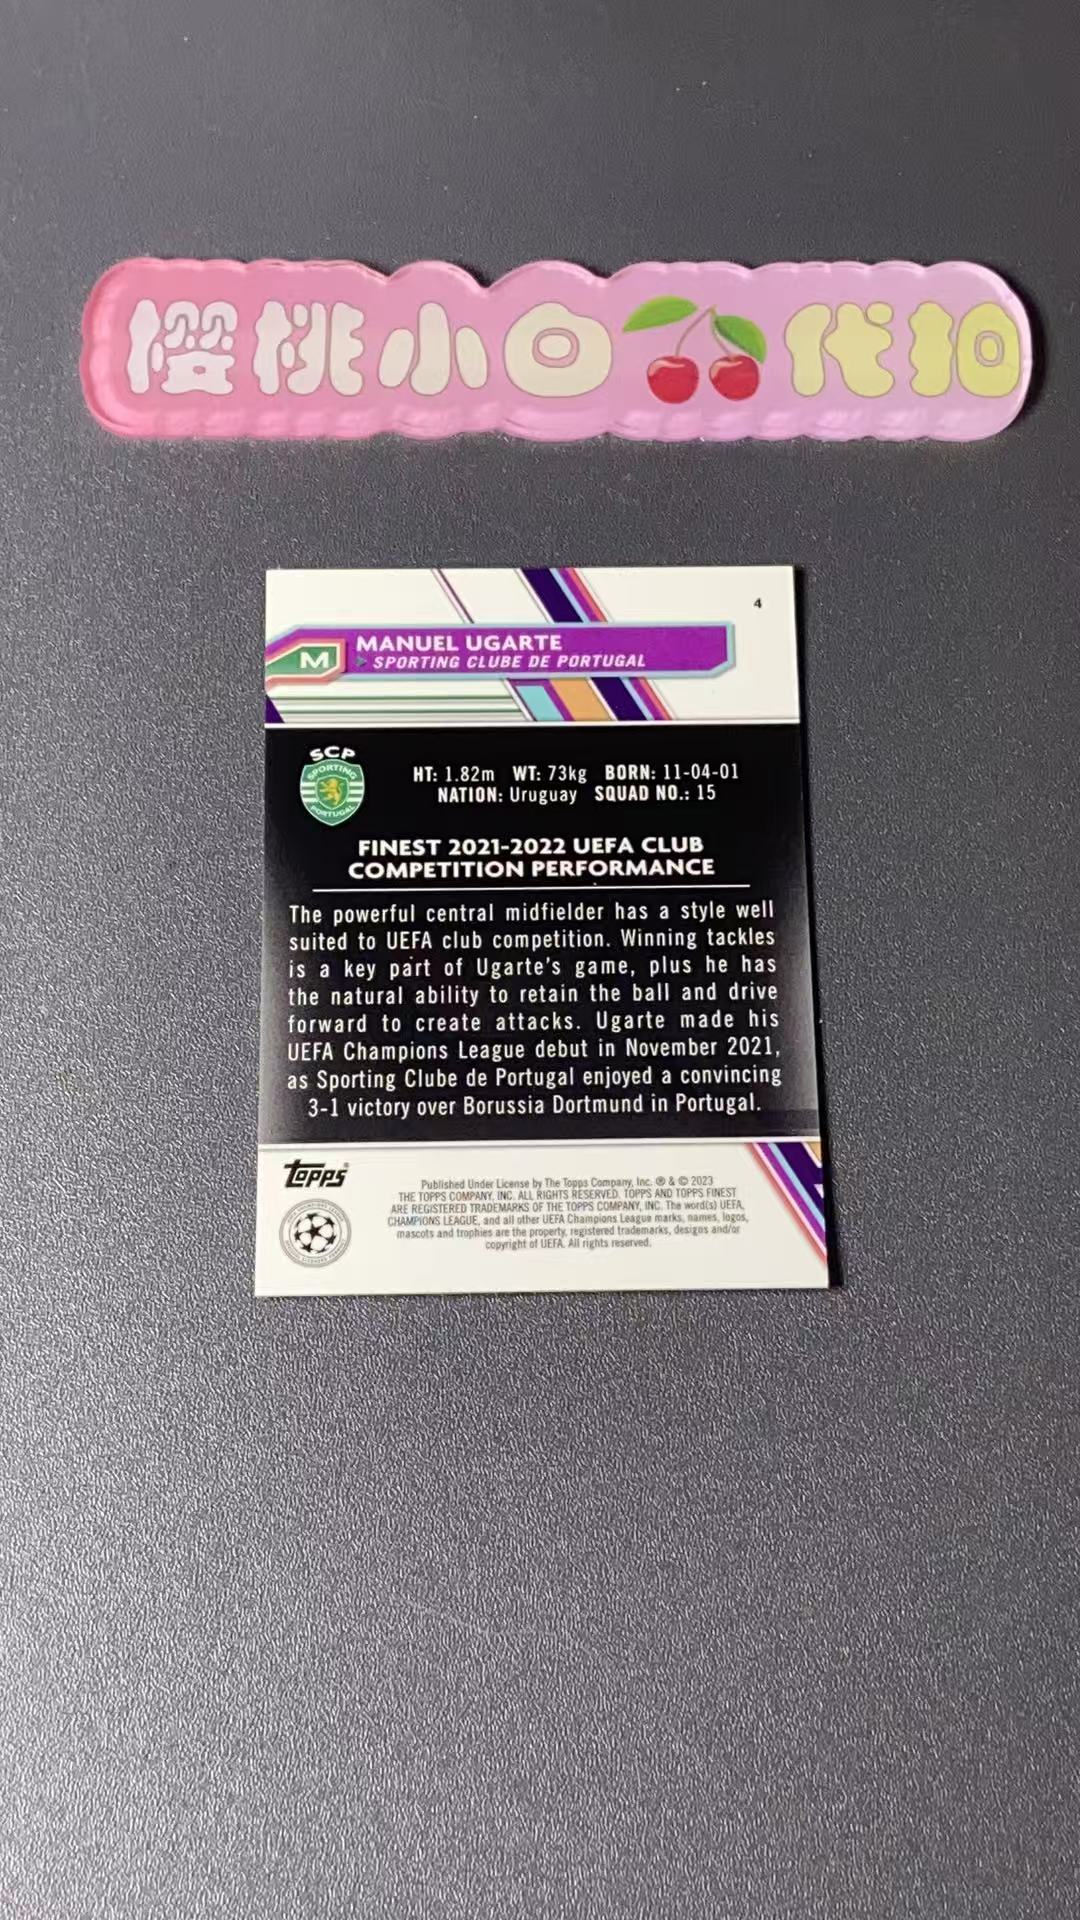 樱桃小口代拍
4
M
MANUEL UGARTE
SPORTING CLUBE DE PORTUGAL
SCP
SPORTING
PORTUGAL
HT: 1.82m WT: 73kg BORN: 11-04-01
NATION: Uruguay SQUAD NO.: 15
FINEST 2021-2022 UEFA CLUB
COMPETITION PERFORMANCE
The powerful central midfielder has a style well
suited to UEFA club competition. Winning tackles
is a key part of Ugarte's game, plus he has
the natural ability to retain the ball and drive
forward to create attacks. Ugarte made his
UEFA Champions League debut in November 2021,
as Sporting Clube de Portugal enjoyed a convincing
3-1 victory over Borussia Dortmund in Portugal.
Topps®
Published Under License by The Topps Company, Inc. ® & © 2023
THE TOPPS COMPANY, INC. ALL RIGHTS RESERVED. TOPPS AND TOPPS FINEST
ARE REGISTERED TRADEMARKS OF THE TOPPS COMPANY, INC. The word(s) UEFA,
CHAMPIONS LEAGUE, and all other UEFA Champions League marks, names, logos,
mascots and trophies are the property, registered trademarks, designs and/or
copyright of UEFA. All rights reserved.